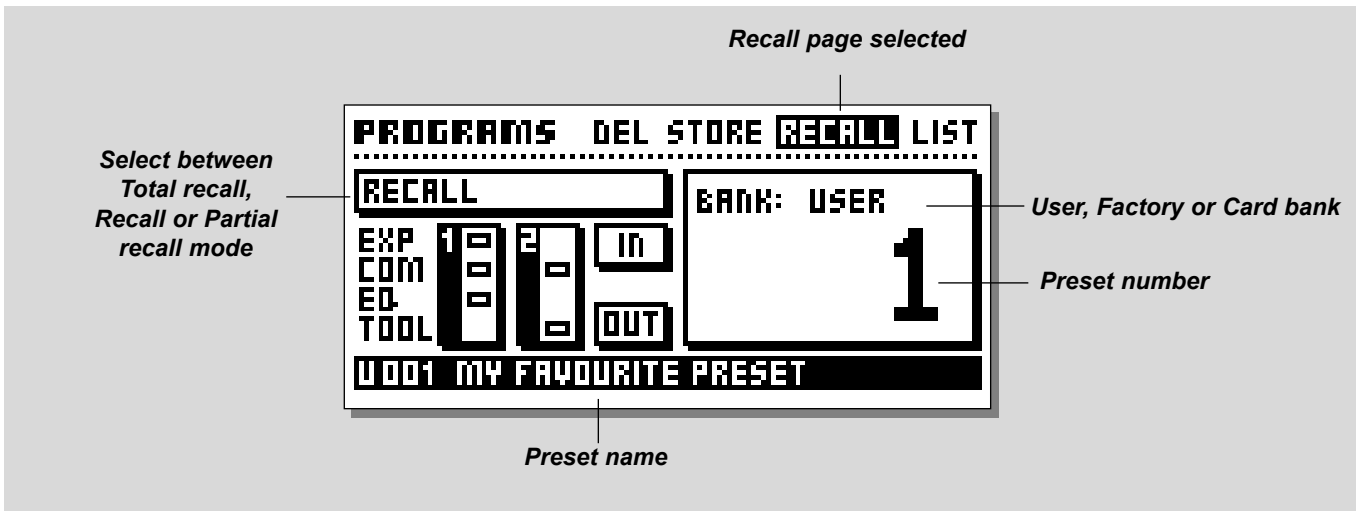 Recall page selected
PROGRAMS DEL STORE RECALL LIST
Select between
Total recall,
Recall or Partial
recall mode
RECALL
BANK: USER
User, Factory or Card bank
EXP 1 2 IN
COM
EQ
TOOL OUT
1
Preset number
U001 MY FAVOURITE PRESET
Preset name